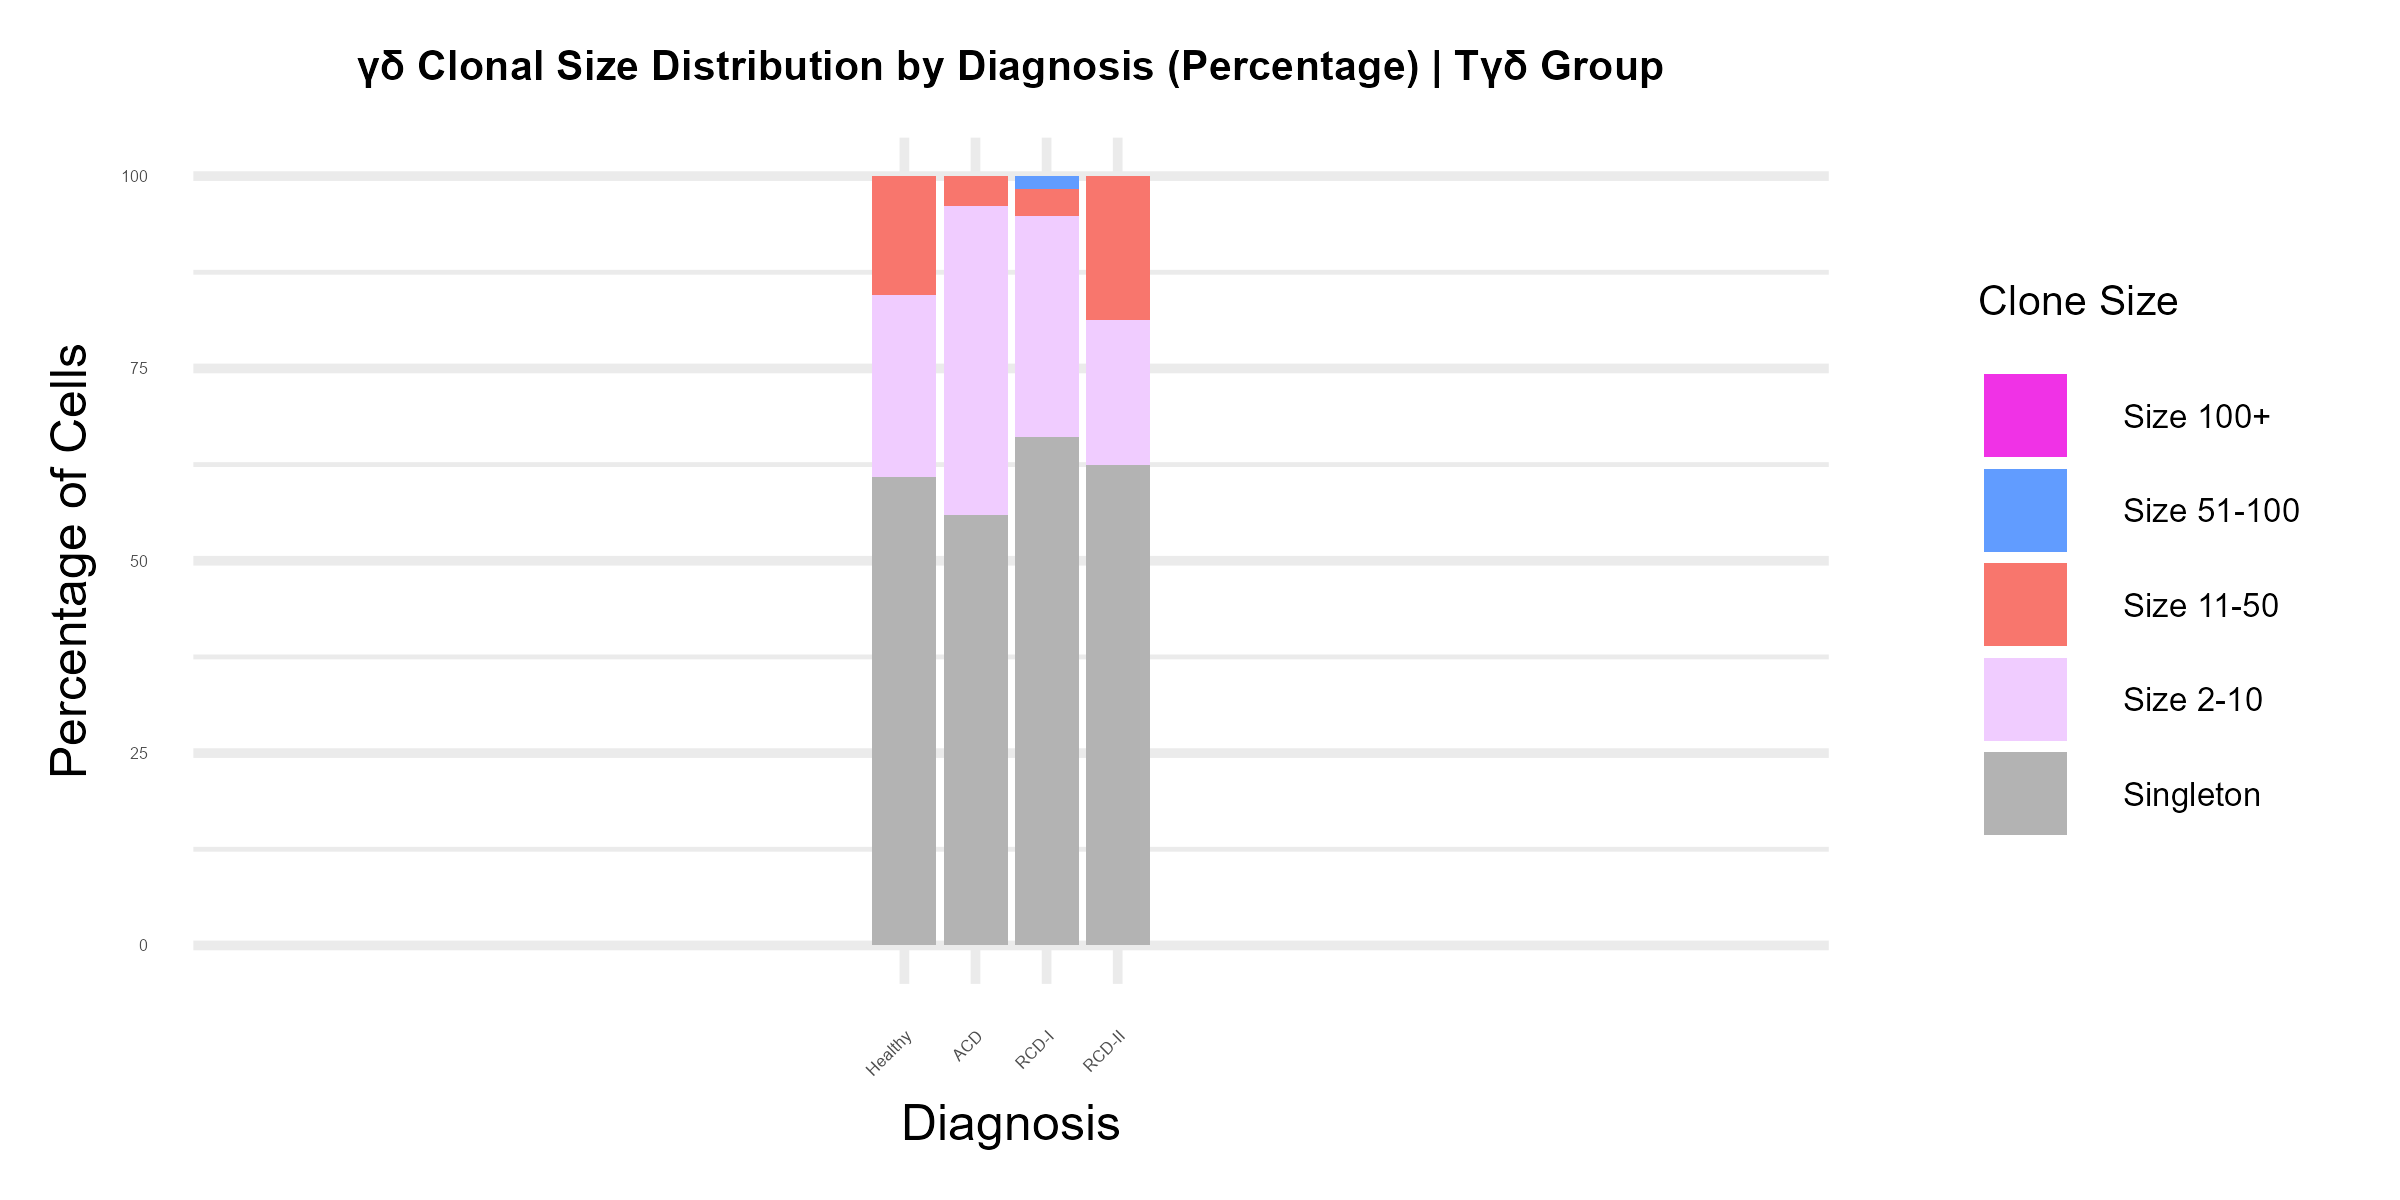 γδ Clonal Size Distribution by Diagnosis (Percentage) | Tγδ Group
Percentage of Cells
100
75
50
25
0
Healthy
ACD
RCD-I
RCD-II
Diagnosis
Clone Size
Size 100+
Size 51-100
Size 11-50
Size 2-10
Singleton